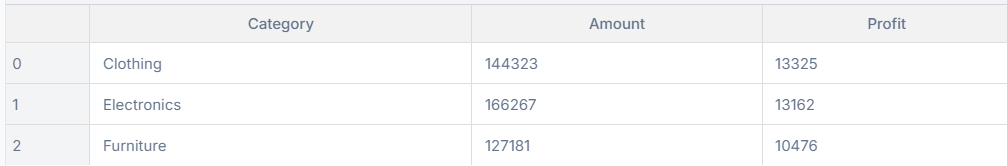 Category Amount Profit
0 Clothing 144323 13325
1 Electronics 166267 13162
2 Furniture 127181 10476